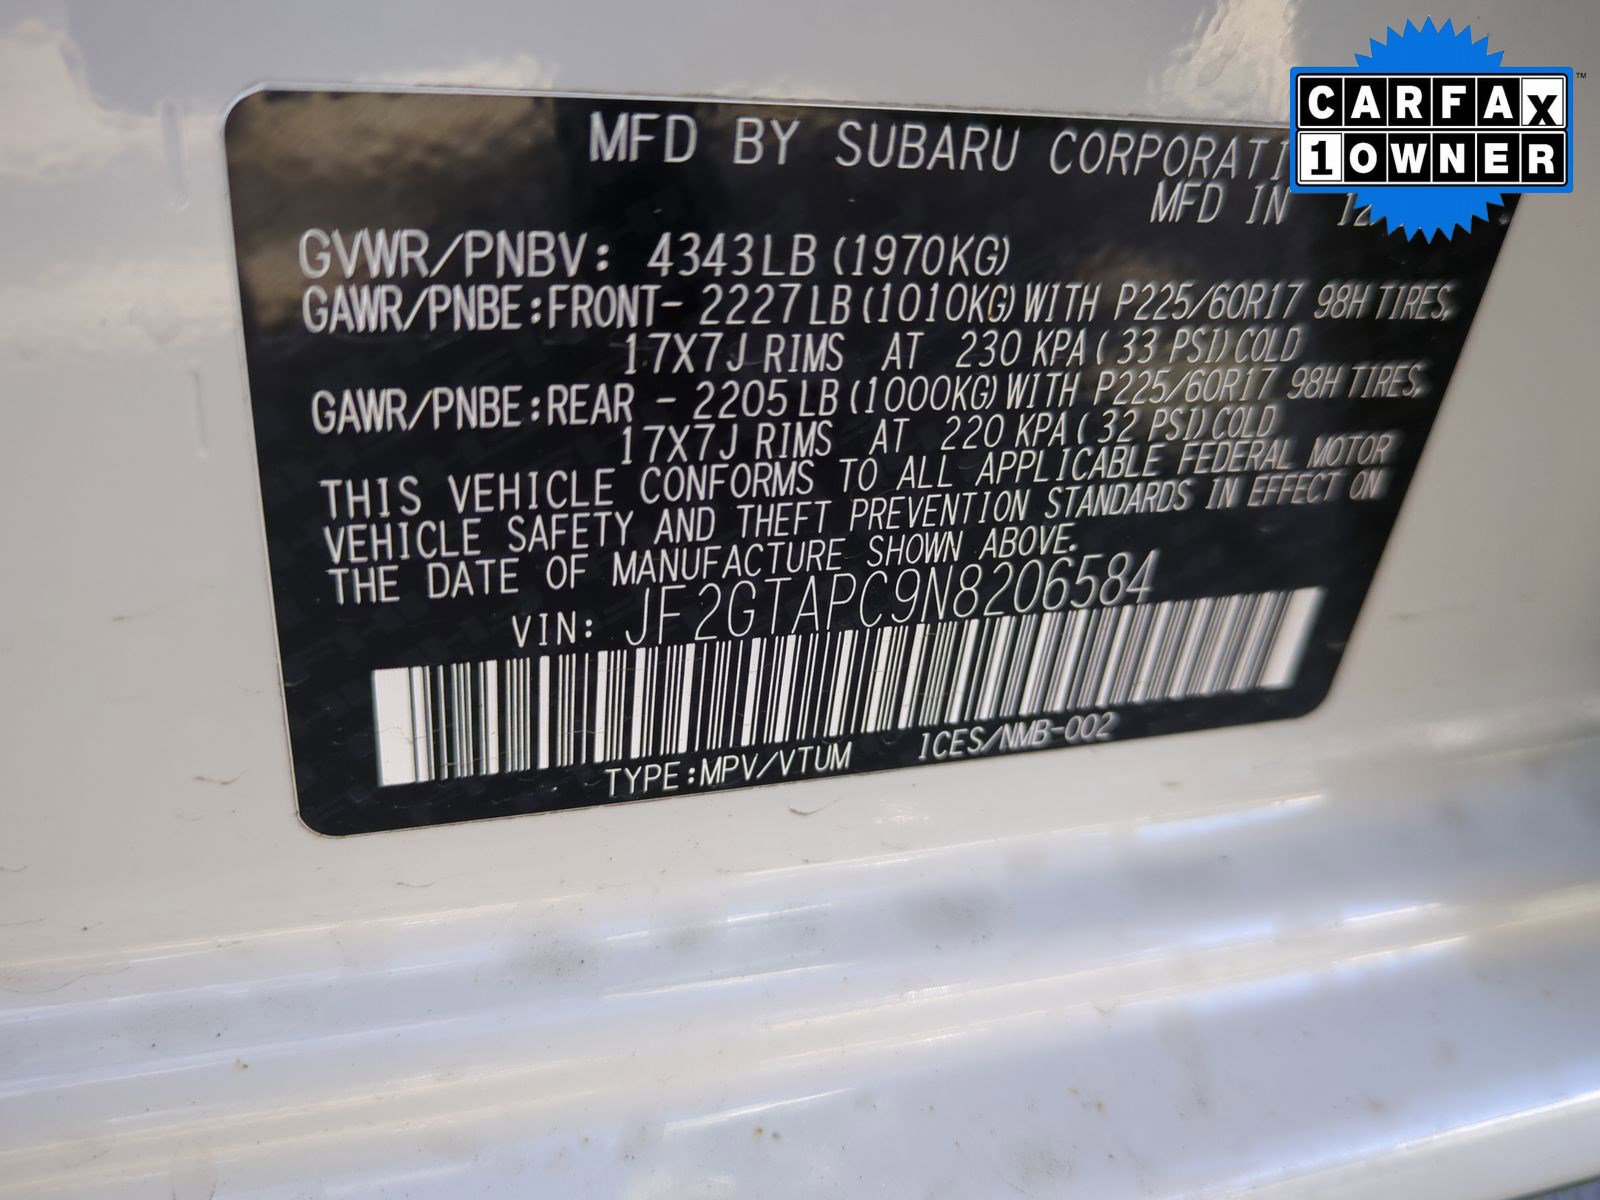 CARFAX
1 OWNER
MFD BY SUBARU
MFD IN
GVWR/PNBV: 4343LB (1970KG)
GAWR/PNBE:FRONT- 2227LB (1010KG) WITH P225/60R17 98H TIRES,
17X7J RIMS AT 230 KPA (33 PSI) COLD
GAWR/PNBE:REAR - 2205LB (1000KG) WITH P225/60R17 98H TIRES,
17X7J RIMS AT 220 KPA (32 PSI) COLD
THIS VEHICLE CONFORMS TO ALL APPLICABLE FEDERAL MOTOR
VEHICLE SAFETY AND THEFT PREVENTION STANDARDS IN EFFECT ON
THE DATE OF MANUFACTURE SHOWN ABOVE.
VIN: JF2GTAPC9N8206584
TYPE:MPV/VTUM ICES/NMB-002